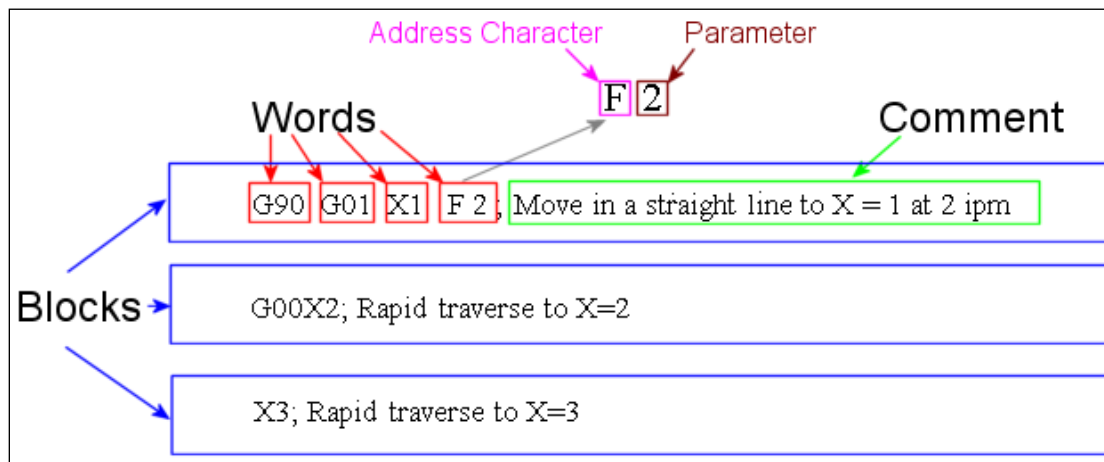 Address Character Parameter
F 2
Words Comment
G90 G01 X1 F 2; Move in a straight line to X = 1 at 2 ipm
Blocks
G00X2; Rapid traverse to X=2
X3; Rapid traverse to X=3